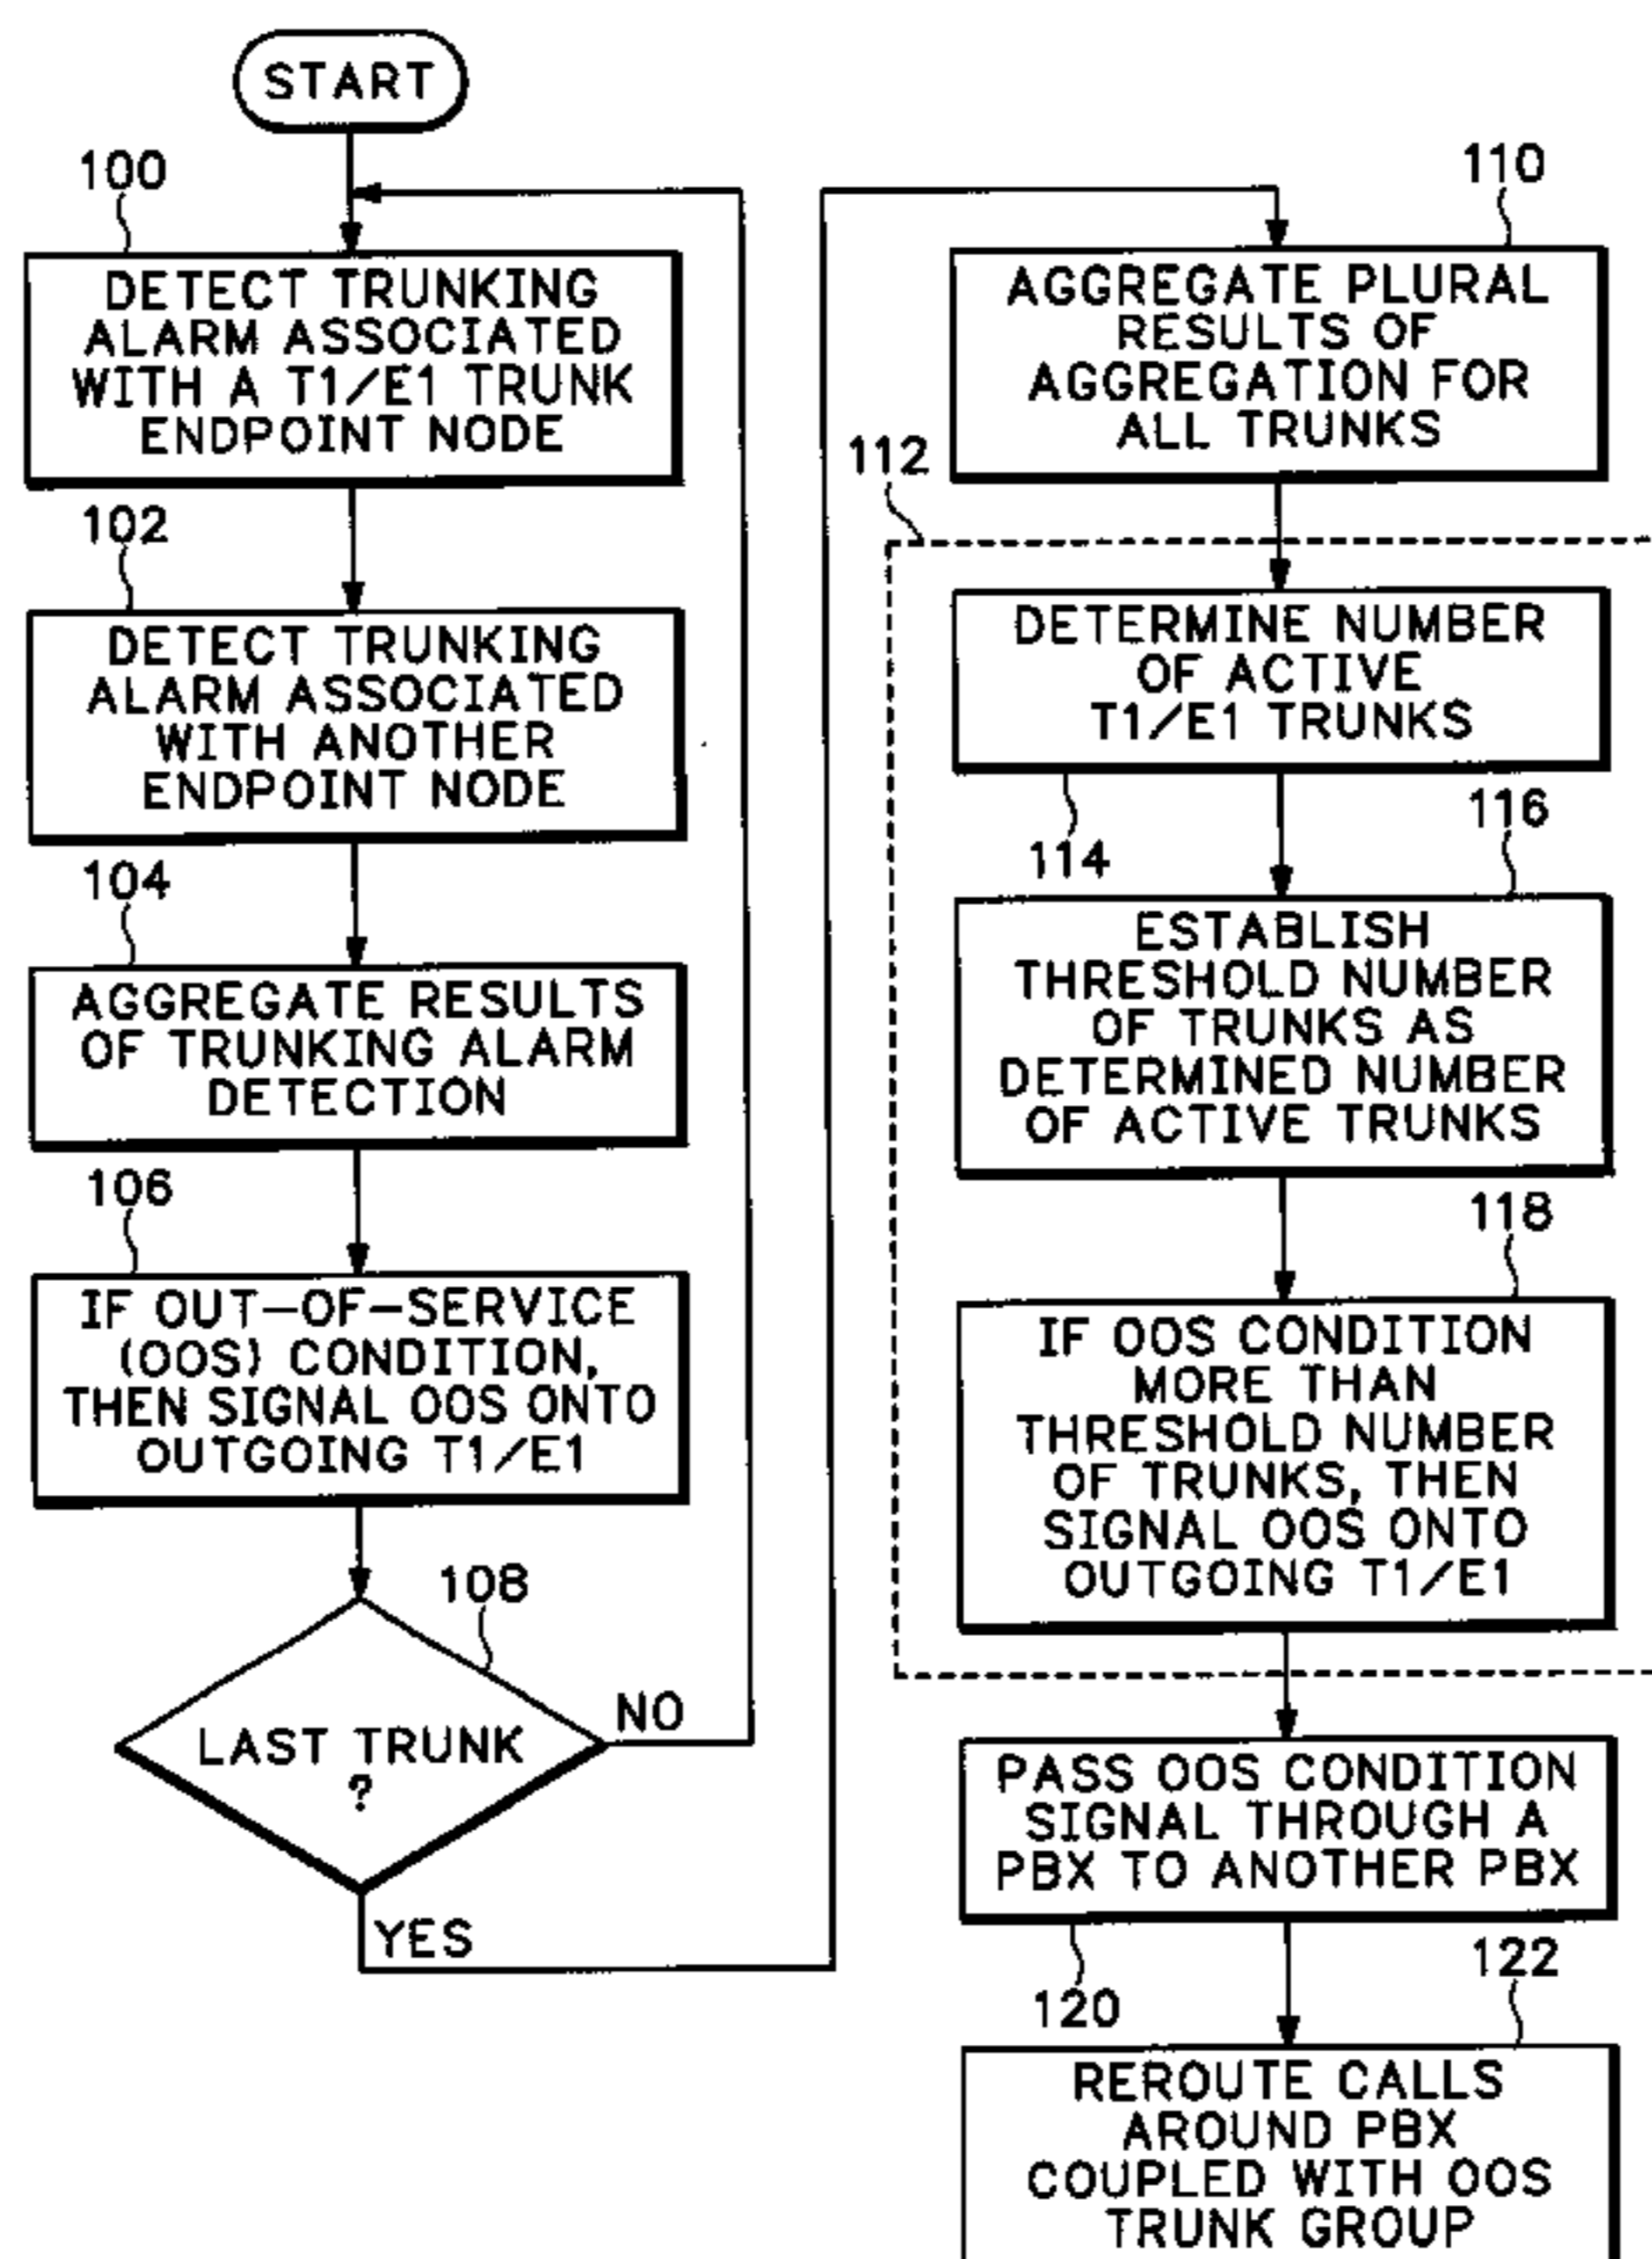 START
100
DETECT TRUNKING
ALARM ASSOCIATED
WITH A T1/E1 TRUNK
ENDPOINT NODE
102
DETECT TRUNKING
ALARM ASSOCIATED
WITH ANOTHER
ENDPOINT NODE
104
AGGREGATE RESULTS
OF TRUNKING ALARM
DETECTION
106
IF OUT-OF-SERVICE
(OOS) CONDITION,
THEN SIGNAL OOS ONTO
OUTGOING T1/E1
108
LAST TRUNK
?
NO
YES
110
AGGREGATE PLURAL
RESULTS OF
AGGREGATION FOR
ALL TRUNKS
112
DETERMINE NUMBER
OF ACTIVE
T1/E1 TRUNKS
114
116
ESTABLISH
THRESHOLD NUMBER
OF TRUNKS AS
DETERMINED NUMBER
OF ACTIVE TRUNKS
118
IF OOS CONDITION
MORE THAN
THRESHOLD NUMBER
OF TRUNKS, THEN
SIGNAL OOS ONTO
OUTGOING T1/E1
PASS OOS CONDITION
SIGNAL THROUGH A
PBX TO ANOTHER PBX
120
122
REROUTE CALLS
AROUND PBX
COUPLED WITH OOS
TRUNK GROUP